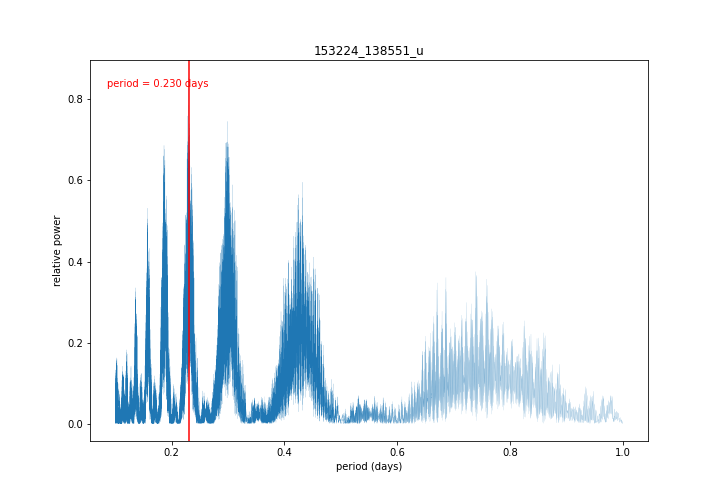 153224_138551_u
period = 0.230 days
0.8
0.6
0.4
0.2
0.0
relative power
0.2 0.4 0.6 0.8 1.0
period (days)